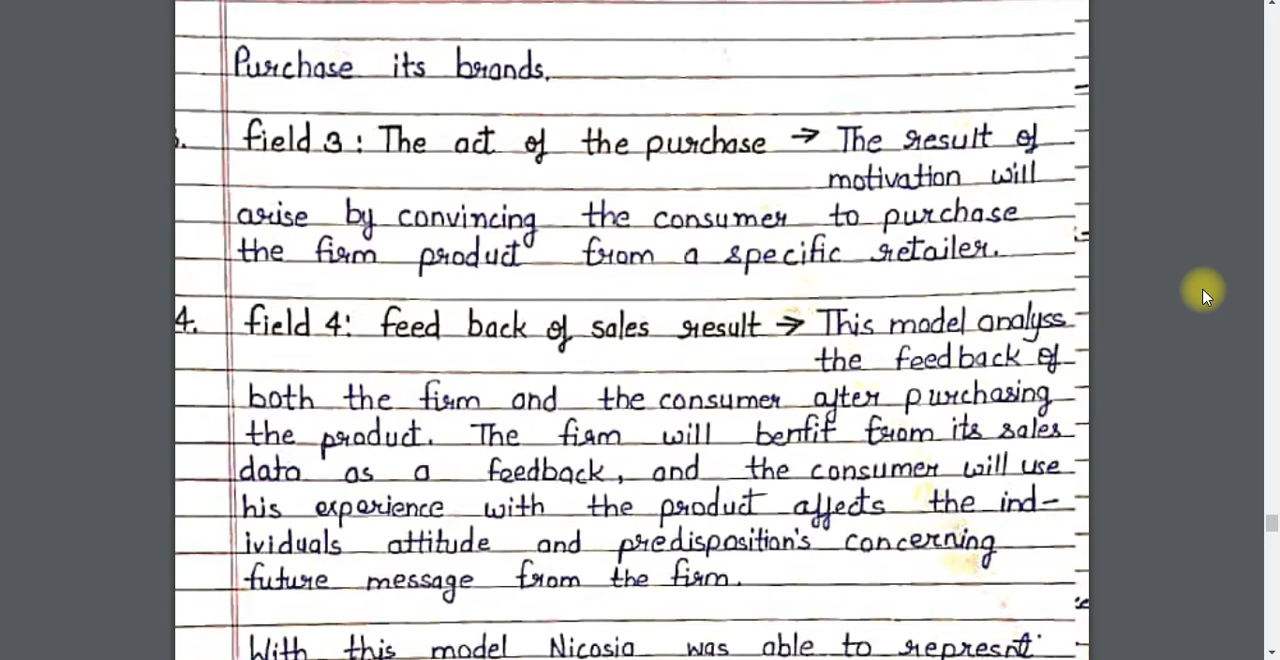 Purchase its brands.
field 3 : The act of the purchase → The result of
motivation will
arise by convincing the consumer to purchase
the firm product from a specific retailer.
4. field 4: feed back of sales result → This model analyss
the feedback of
both the firm and the consumer after purchasing
the product. The firm will benfit from its sales
data as a feedback, and the consumer will use
his experience with the product affects the ind-
ividuals attitude and predisposition's concerning
future message from the firm.
With this model Nicosia was able to represnt